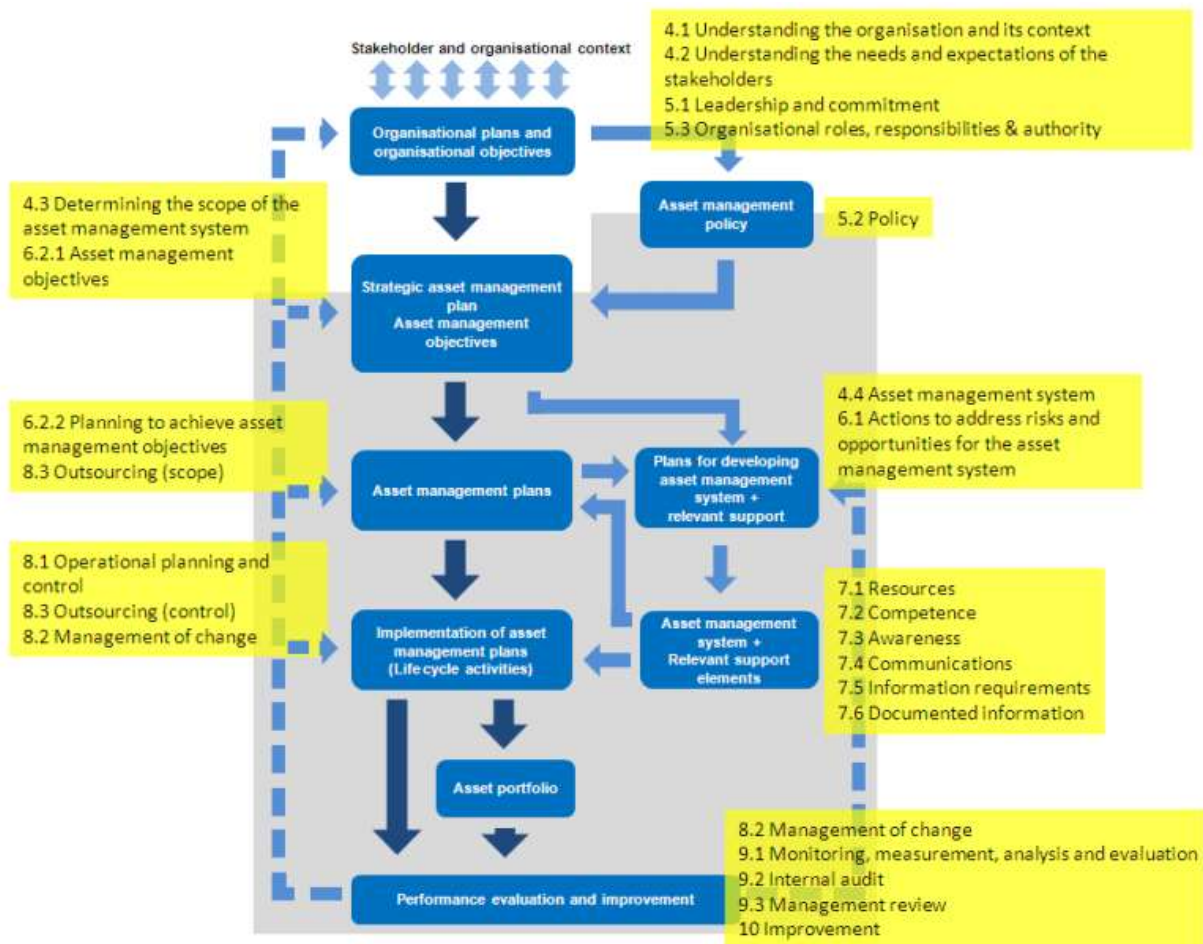 Stakeholder and organisational context
4.1 Understanding the organisation and its context
4.2 Understanding the needs and expectations of the
stakeholders
5.1 Leadership and commitment
5.3 Organisational roles, responsibilities & authority
Organisational plans and
organisational objectives
4.3 Determining the scope of the
asset management system
6.2.1 Asset management
objectives
Asset management
policy
5.2 Policy
Strategic asset management
plan
Asset management
objectives
6.2.2 Planning to achieve asset
management objectives
8.3 Outsourcing (scope)
4.4 Asset management system
6.1 Actions to address risks and
opportunities for the asset
management system
Asset management plans
Plans for developing
asset management
system +
relevant support
8.1 Operational planning and
control
8.3 Outsourcing (control)
8.2 Management of change
Implementation of asset
management plans
(Lifecycle activities)
Asset management
system +
Relevant support
elements
7.1 Resources
7.2 Competence
7.3 Awareness
7.4 Communications
7.5 Information requirements
7.6 Documented information
Asset portfolio
Performance evaluation and improvement
8.2 Management of change
9.1 Monitoring, measurement, analysis and evaluation
9.2 Internal audit
9.3 Management review
10 Improvement